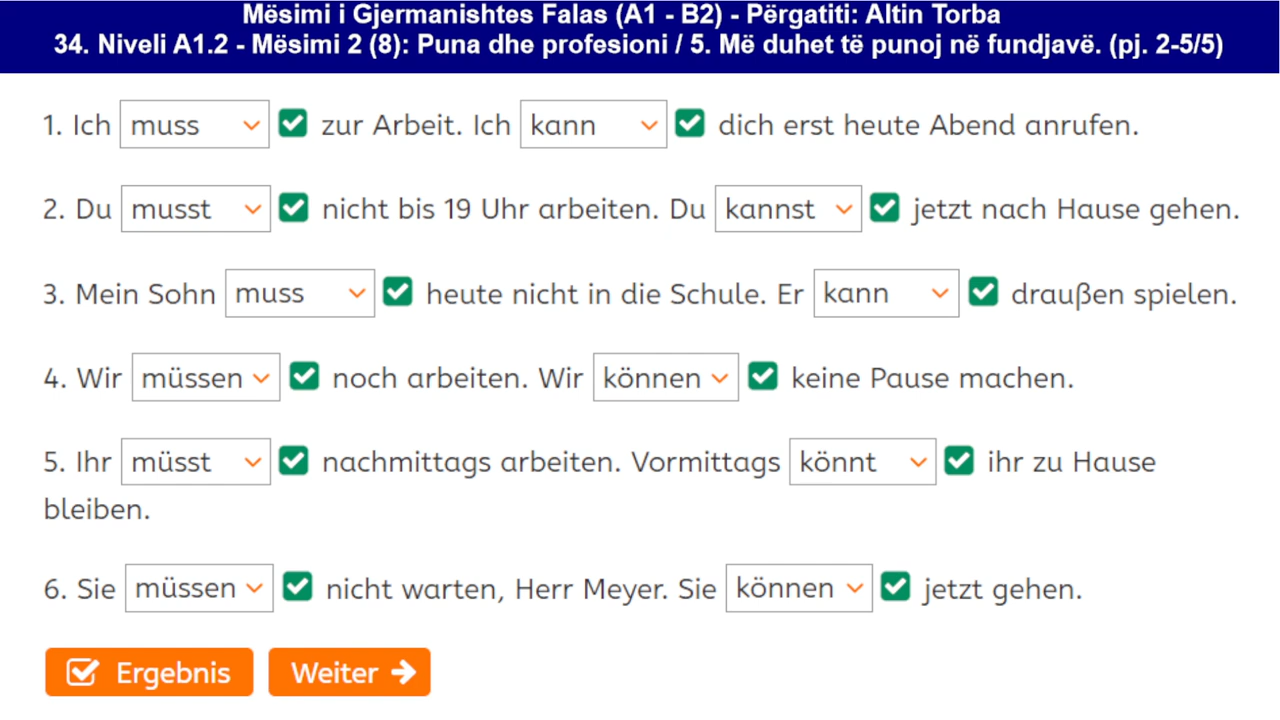 Mësimi i Gjermanishtes Falas (A1 - B2) - Përgatiti: Altin Torba
34. Niveli A1.2 - Mësimi 2 (8): Puna dhe profesioni / 5. Më duhet të punoj në fundjavë. (pj. 2-5/5)
1. Ich muss zur Arbeit. Ich kann dich erst heute Abend anrufen.
2. Du musst nicht bis 19 Uhr arbeiten. Du kannst jetzt nach Hause gehen.
3. Mein Sohn muss heute nicht in die Schule. Er kann draußen spielen.
4. Wir müssen noch arbeiten. Wir können keine Pause machen.
5. Ihr müsst nachmittags arbeiten. Vormittags könnt ihr zu Hause
bleiben.
6. Sie müssen nicht warten, Herr Meyer. Sie können jetzt gehen.
Ergebnis Weiter